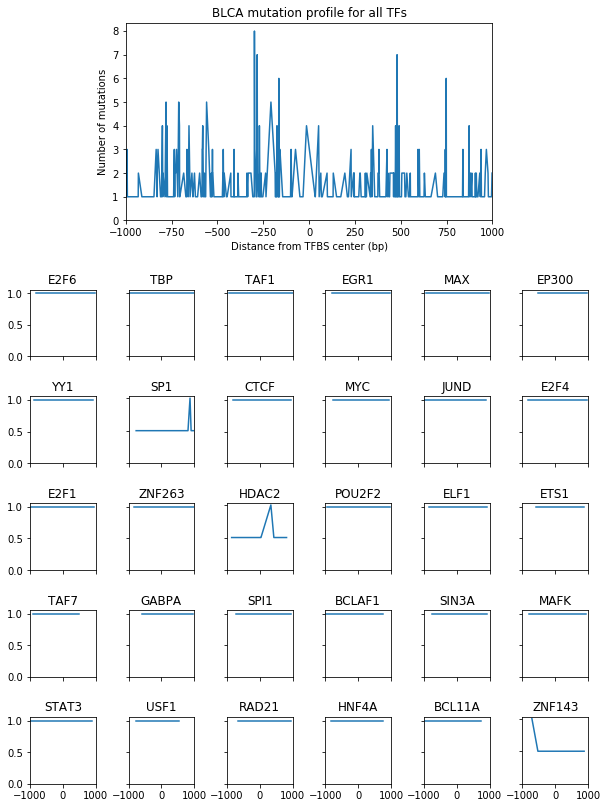 BLCA mutation profile for all TFs
8
7
6
5
4
3
2
1
0
Number of mutations
−1000 −750 −500 −250 0 250 500 750 1000
Distance from TFBS center (bp)
E2F6 TBP TAF1 EGR1 MAX EP300
1.0
0.5
0.0
YY1 SP1 CTCF MYC JUND E2F4
1.0
0.5
0.0
E2F1 ZNF263 HDAC2 POU2F2 ELF1 ETS1
1.0
0.5
0.0
TAF7 GABPA SPI1 BCLAF1 SIN3A MAFK
1.0
0.5
0.0
STAT3 USF1 RAD21 HNF4A BCL11A ZNF143
1.0
0.5
0.0
−1000 0 1000 −1000 0 1000 −1000 0 1000 −1000 0 1000 −1000 0 1000 −1000 0 1000